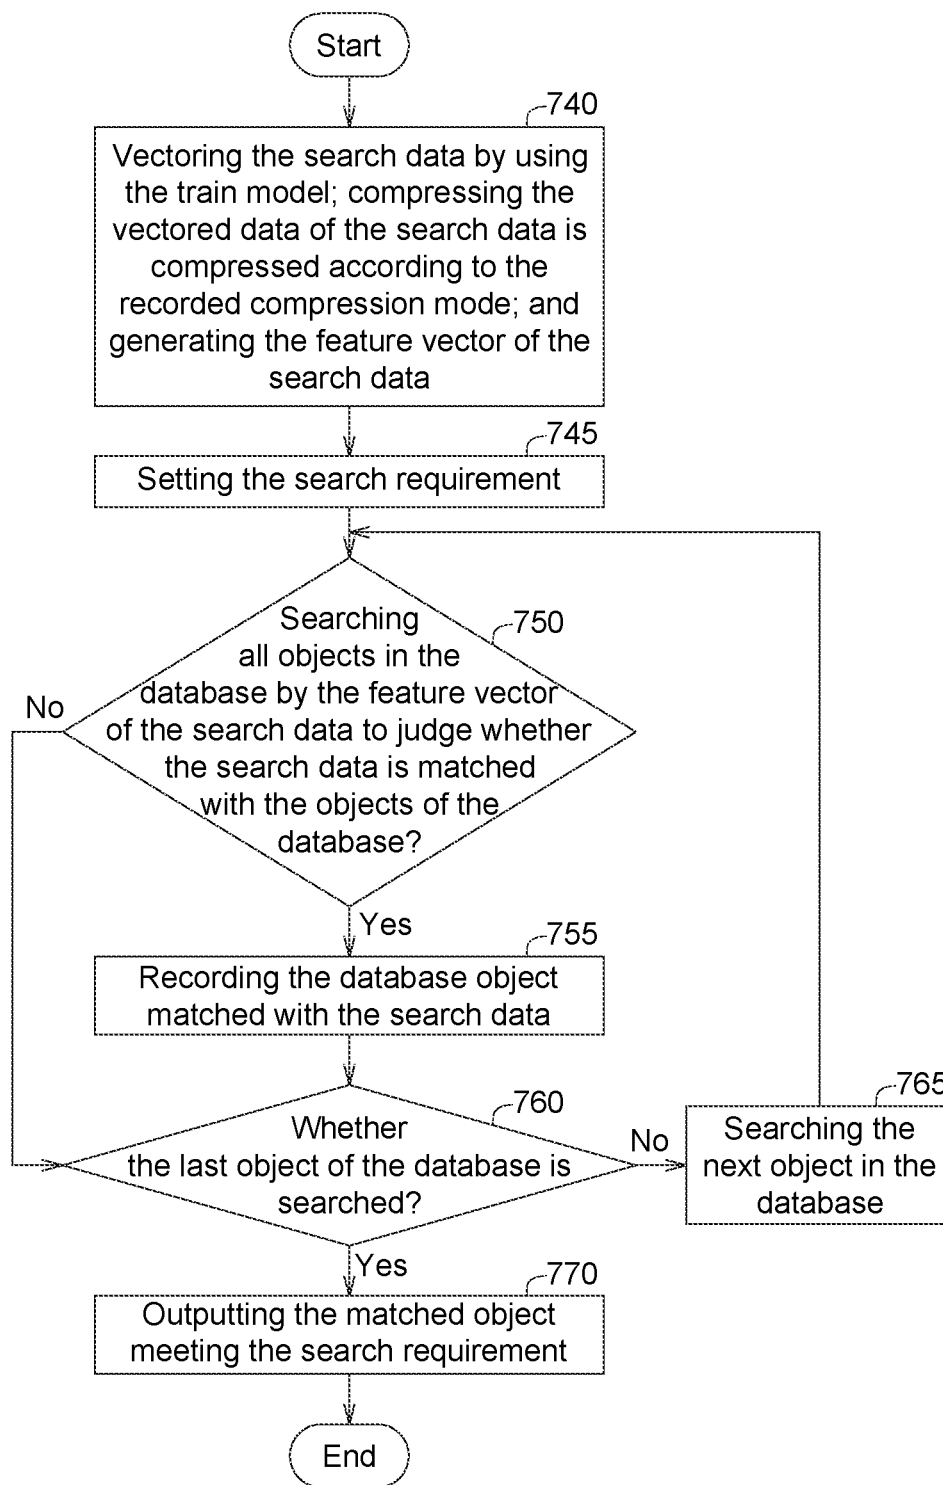 Start
740
Vectoring the search data by using
the train model; compressing the
vectored data of the search data is
compressed according to the
recorded compression mode; and
generating the feature vector of the
search data
745
Setting the search requirement
750
Searching
all objects in the
database by the feature vector
of the search data to judge whether
the search data is matched
with the objects of the
database?
No
Yes
755
Recording the database object
matched with the search data
760
Whether
the last object of the database is
searched?
No
765
Searching the
next object in the
database
Yes
770
Outputting the matched object
meeting the search requirement
End